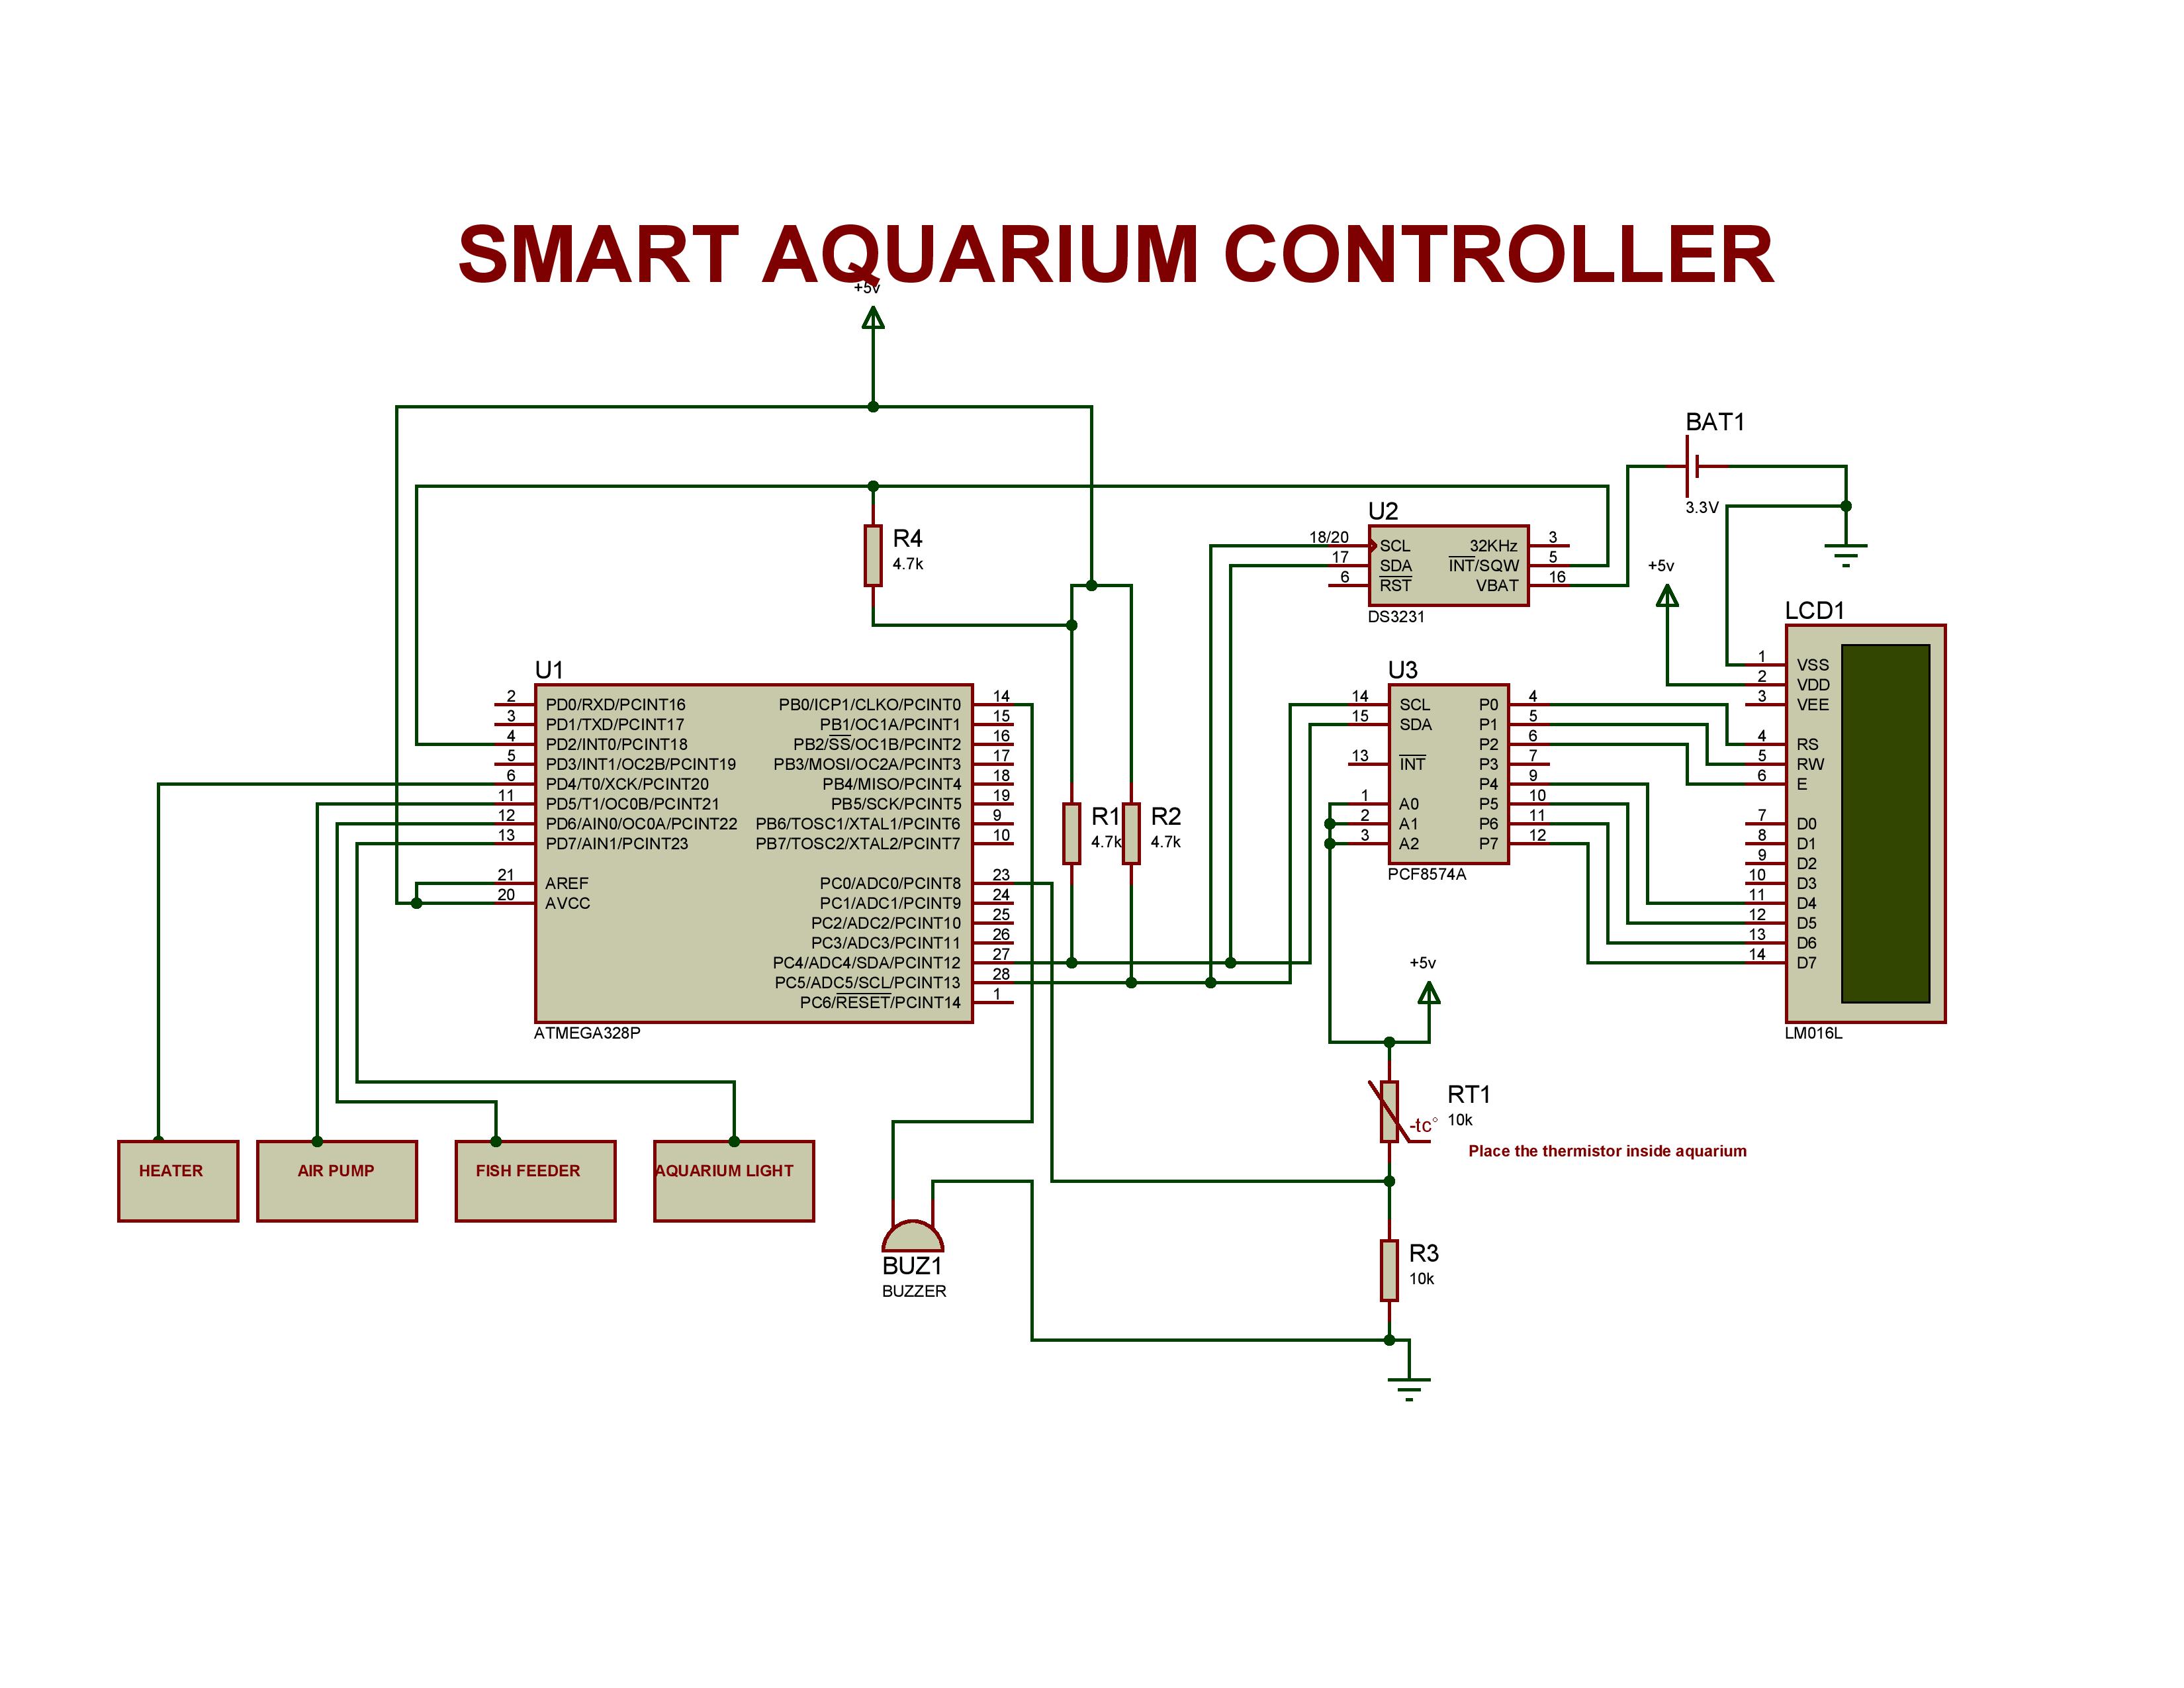 SMART AQUARIUM CONTROLLER
+5v
BAT1
3.3V
R4
4.7k
U2
18/20 SCL 32KHz 3
17 SDA INT/SQW 5
6 RST VBAT 16
DS3231
+5v
LCD1
1 VSS
2 VDD
3 VEE
4 RS
5 RW
6 E
7 D0
8 D1
9 D2
10 D3
11 D4
12 D5
13 D6
14 D7
LM016L
U1
2 PD0/RXD/PCINT16 PB0/ICP1/CLKO/PCINT0 14
3 PD1/TXD/PCINT17 PB1/OC1A/PCINT1 15
4 PD2/INT0/PCINT18 PB2/SS/OC1B/PCINT2 16
5 PD3/INT1/OC2B/PCINT19 PB3/MOSI/OC2A/PCINT3 17
6 PD4/T0/XCK/PCINT20 PB4/MISO/PCINT4 18
11 PD5/T1/OC0B/PCINT21 PB5/SCK/PCINT5 19
12 PD6/AIN0/OC0A/PCINT22 PB6/TOSC1/XTAL1/PCINT6 9
13 PD7/AIN1/PCINT23 PB7/TOSC2/XTAL2/PCINT7 10
21 AREF PC0/ADC0/PCINT8 23
20 AVCC PC1/ADC1/PCINT9 24
PC2/ADC2/PCINT10 25
PC3/ADC3/PCINT11 26
PC4/ADC4/SDA/PCINT12 27
PC5/ADC5/SCL/PCINT13 28
PC6/RESET/PCINT14 1
ATMEGA328P
R1
4.7k
R2
4.7k
U3
14 SCL P0 4
15 SDA P1 5
P2 6
13 INT P3 7
P4 9
1 A0 P5 10
2 A1 P6 11
3 A2 P7 12
PCF8574A
+5v
RT1
-tc° 10k
Place the thermistor inside aquarium
HEATER
AIR PUMP
FISH FEEDER
AQUARIUM LIGHT
BUZ1
BUZZER
R3
10k